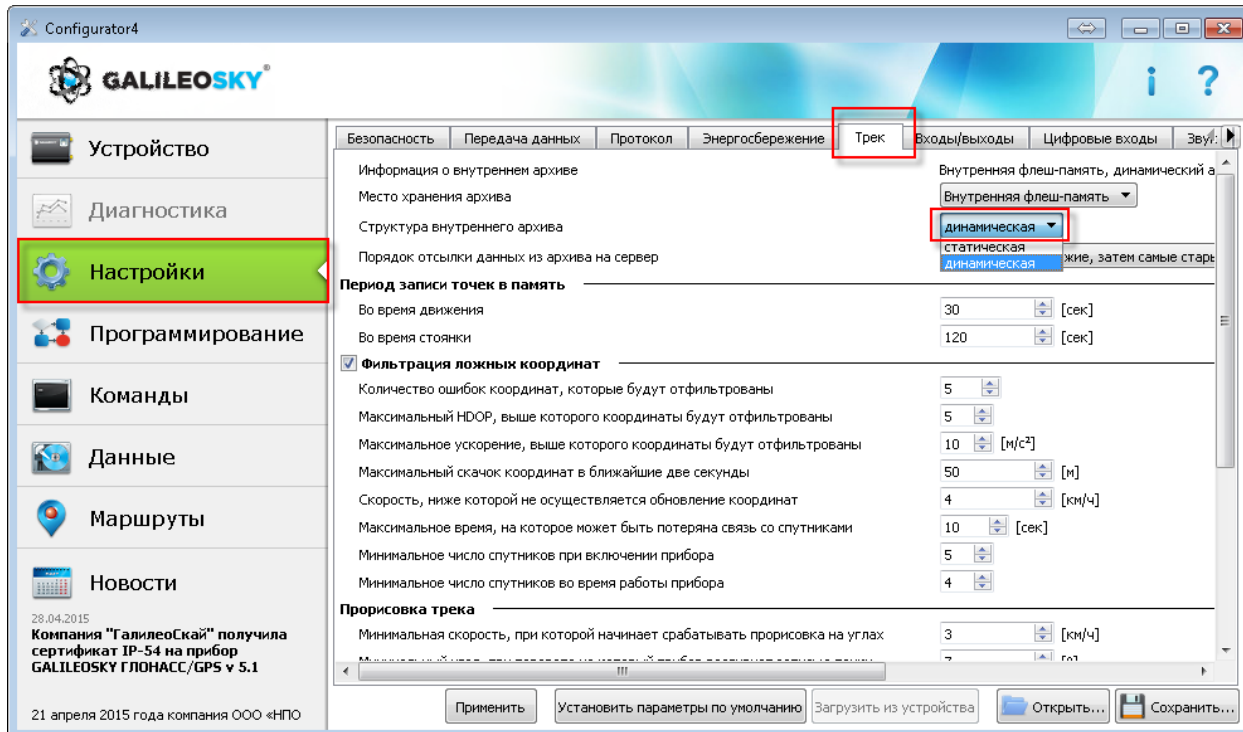 Configurator4
GALILEOSKY®
Устройство
Диагностика
Настройки
Программирование
Команды
Данные
Маршруты
Новости
28.04.2015
Компания "ГалилеоСкай" получила
сертификат IP-54 на прибор
GALILEOSKY ГЛОНАСС/GPS v 5.1
21 апреля 2015 года компания ООО «НПО
Безопасность Передача данных Протокол Энергосбережение Трек Входы/выходы Цифровые входы
Информация о внутреннем архиве Внутренняя флеш-память, динамический а
Место хранения архива Внутренняя флеш-память
Структура внутреннего архива динамическая
статическая
динамическая
Порядок отсылки данных из архива на сервер жие, затем самые стары
Период записи точек в память
Во время движения 30 [сек]
Во время стоянки 120 [сек]
Фильтрация ложных координат
Количество ошибок координат, которые будут отфильтрованы 5
Максимальный HDOP, выше которого координаты будут отфильтрованы 5
Максимальное ускорение, выше которого координаты будут отфильтрованы 10 [м/с²]
Максимальный скачок координат в ближайшие две секунды 50 [м]
Скорость, ниже которой не осуществляется обновление координат 4 [км/ч]
Максимальное время, на которое может быть потеряна связь со спутниками 10 [сек]
Минимальное число спутников при включении прибора 5
Минимальное число спутников во время работы прибора 4
Прорисовка трека
Минимальная скорость, при которой начинает срабатывать прорисовка на углах 3 [км/ч]
Применить Установить параметры по умолчанию Загрузить из устройства Открыть... Сохранить...